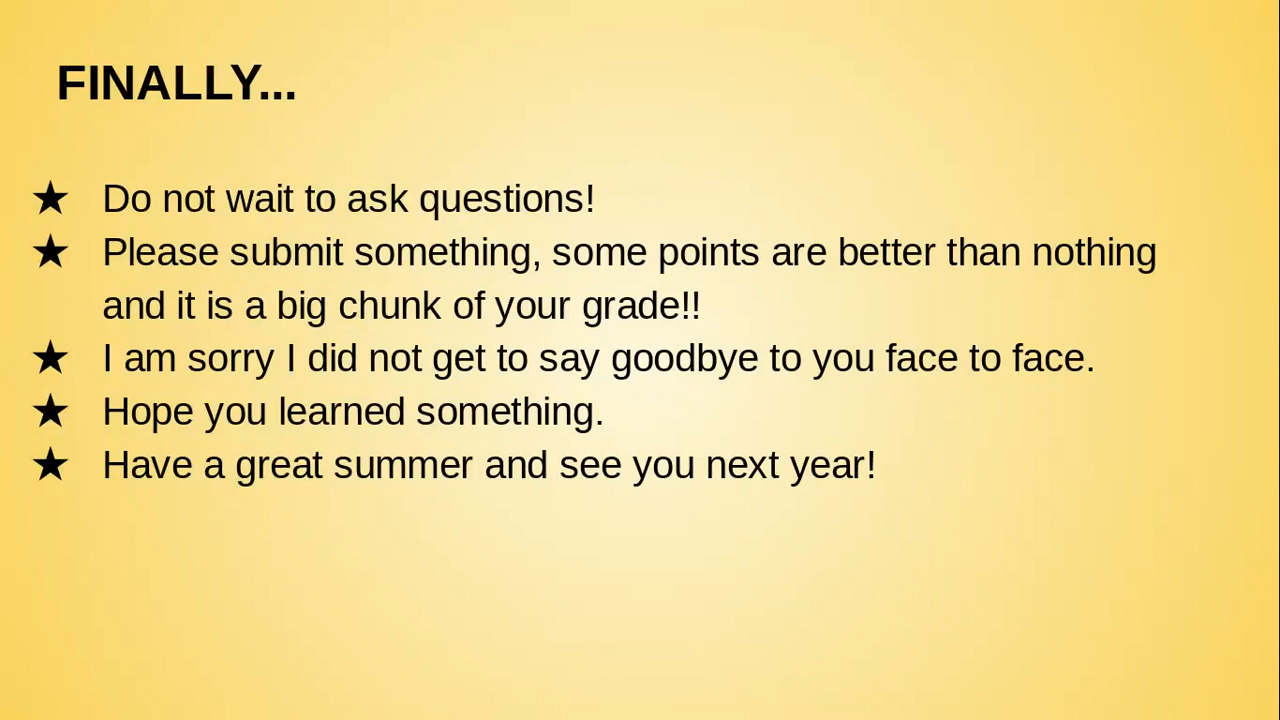 FINALLY...
★ Do not wait to ask questions!
★ Please submit something, some points are better than nothing
and it is a big chunk of your grade!!
★ I am sorry I did not get to say goodbye to you face to face.
★ Hope you learned something.
★ Have a great summer and see you next year!